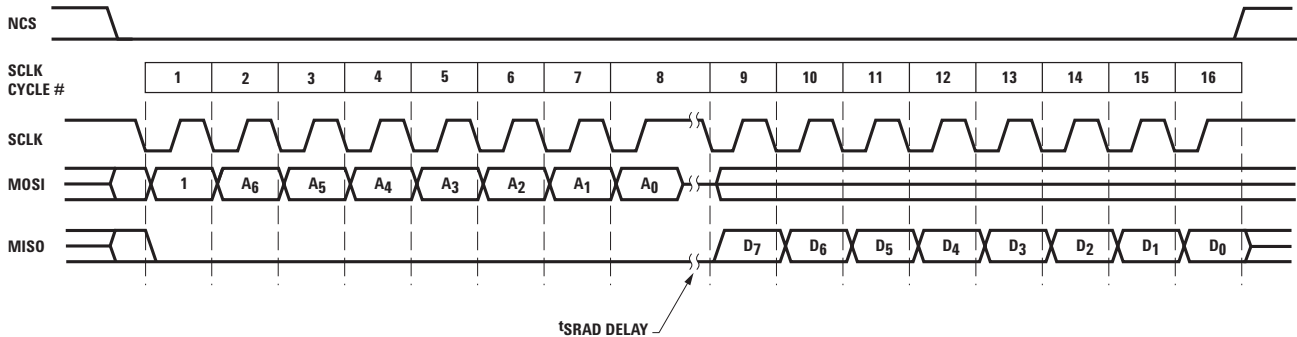 NCS
SCLK
CYCLE #
1 2 3 4 5 6 7 8 9 10 11 12 13 14 15 16
SCLK
MOSI 1 A6 A5 A4 A3 A2 A1 A0
MISO D7 D6 D5 D4 D3 D2 D1 D0
tSRAD DELAY